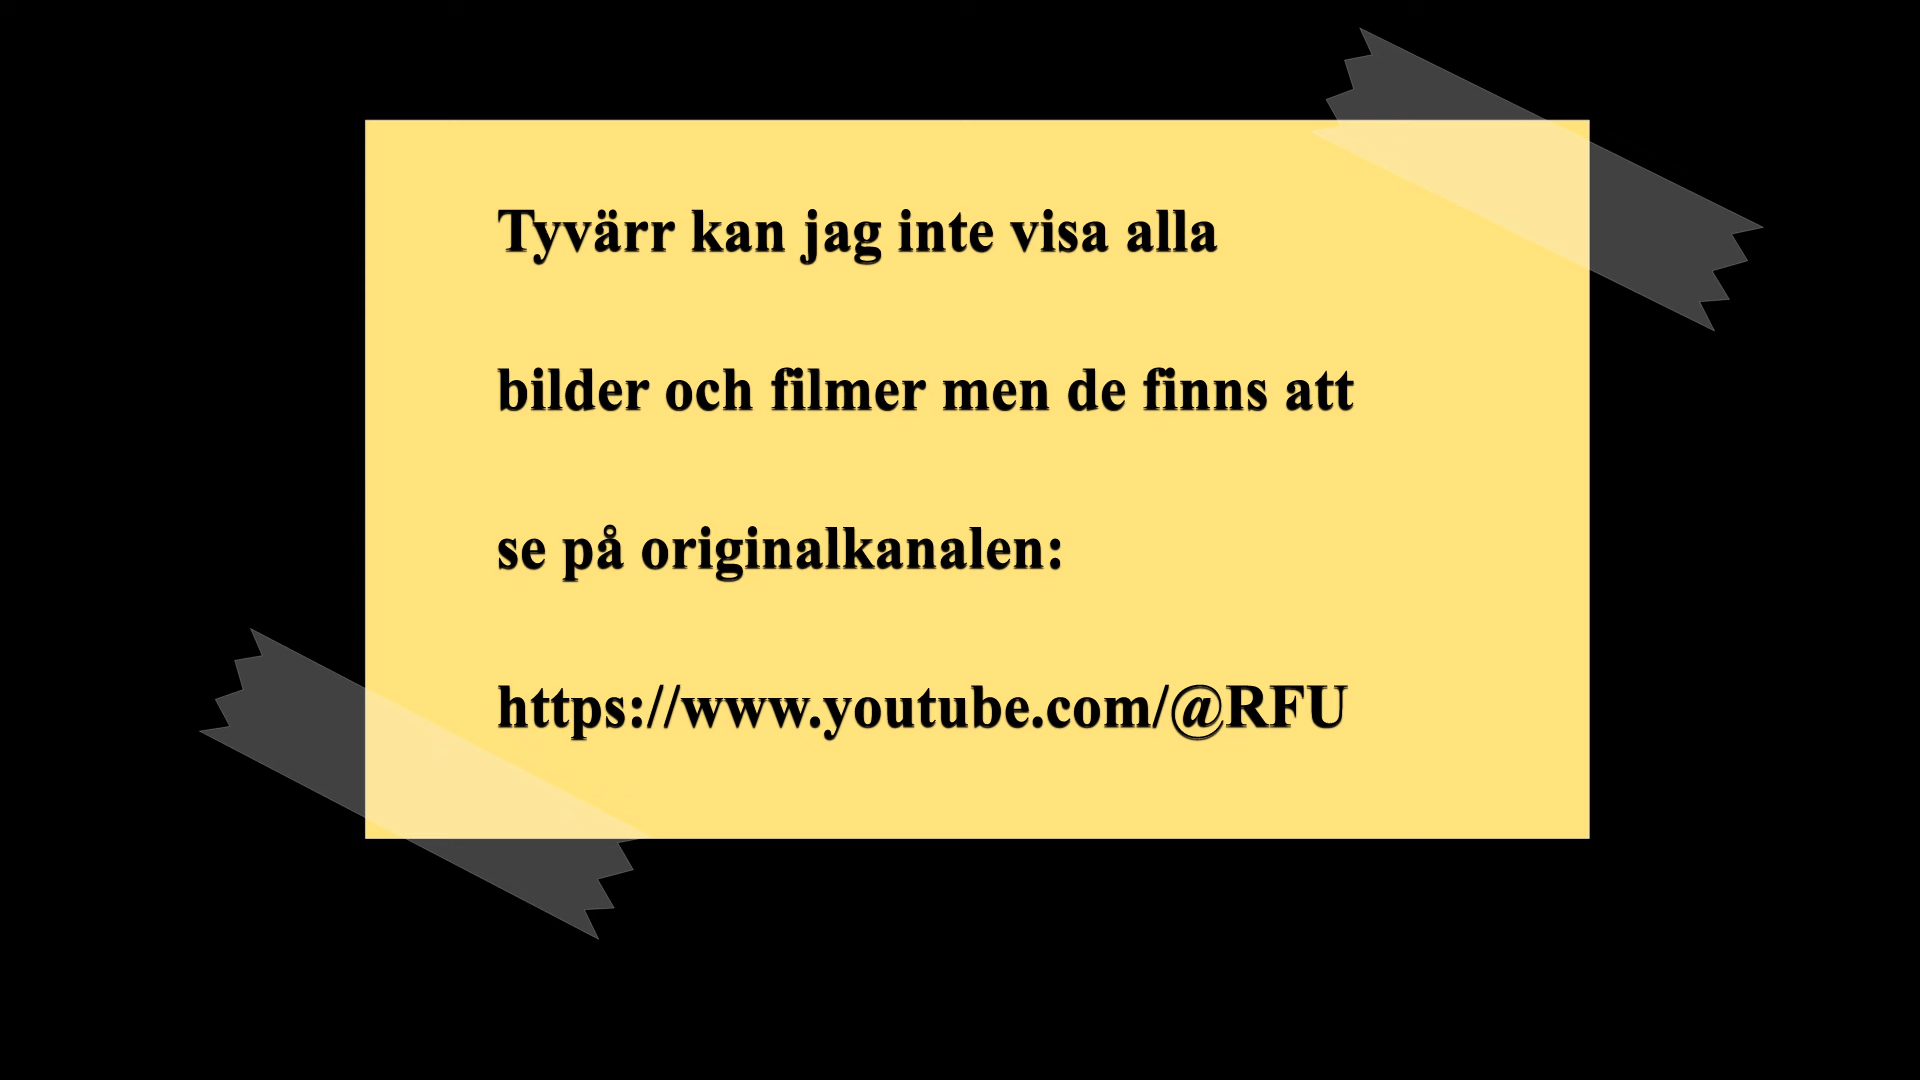 Tyvärr kan jag inte visa alla
bilder och filmer men de finns att
se på originalkanalen:
https://www.youtube.com/@RFU